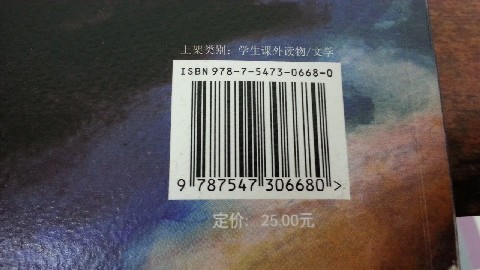 上架类别：学生课外读物/文学
ISBN 978-7-5473-0668-0
9 787547 306680 >
定价： 25.00元